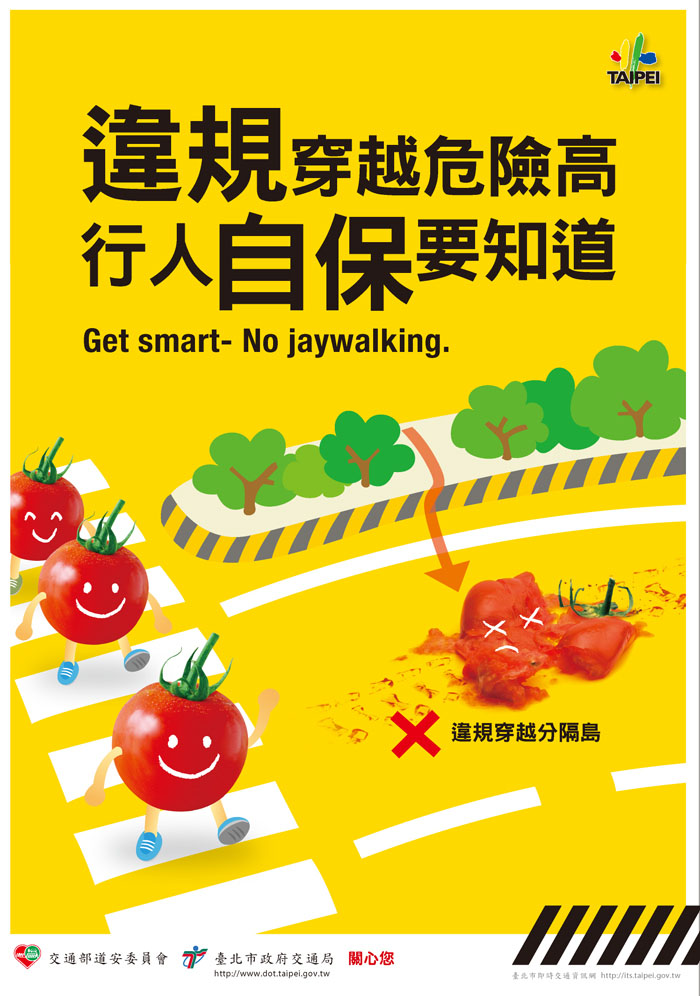 TAIPEI
違規穿越危險高
行人自保要知道
Get smart- No jaywalking.
違規穿越分隔島
交通部道安委員會
臺北市政府交通局 關心您
http://www.dot.taipei.gov.tw
臺北市即時交通資訊網 http://its.taipei.gov.tw